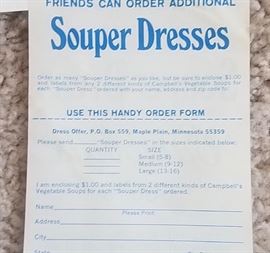 FRIENDS CAN ORDER ADDITIONAL
Souper Dresses
Order as many "Souper Dresses" as you like, but be sure to enclose $1.00
and labels from any 2 different kinds of Campbell's Vegetable Soups for
each "Souper Dress" ordered with your name, address and zip code to:
USE THIS HANDY ORDER FORM
Dress Offer, P.O. Box 559, Maple Plain, Minnesota 55359
Please send "Souper Dresses" in the sizes indicated below:
QUANTITY SIZE
Small (5-8)
Medium (9-12)
Large (13-16)
I am enclosing $1.00 and labels from 2 different kinds of Campbell's
Vegetable Soups for each "Souper Dress" ordered.
Name
Please Print
Address
City
State